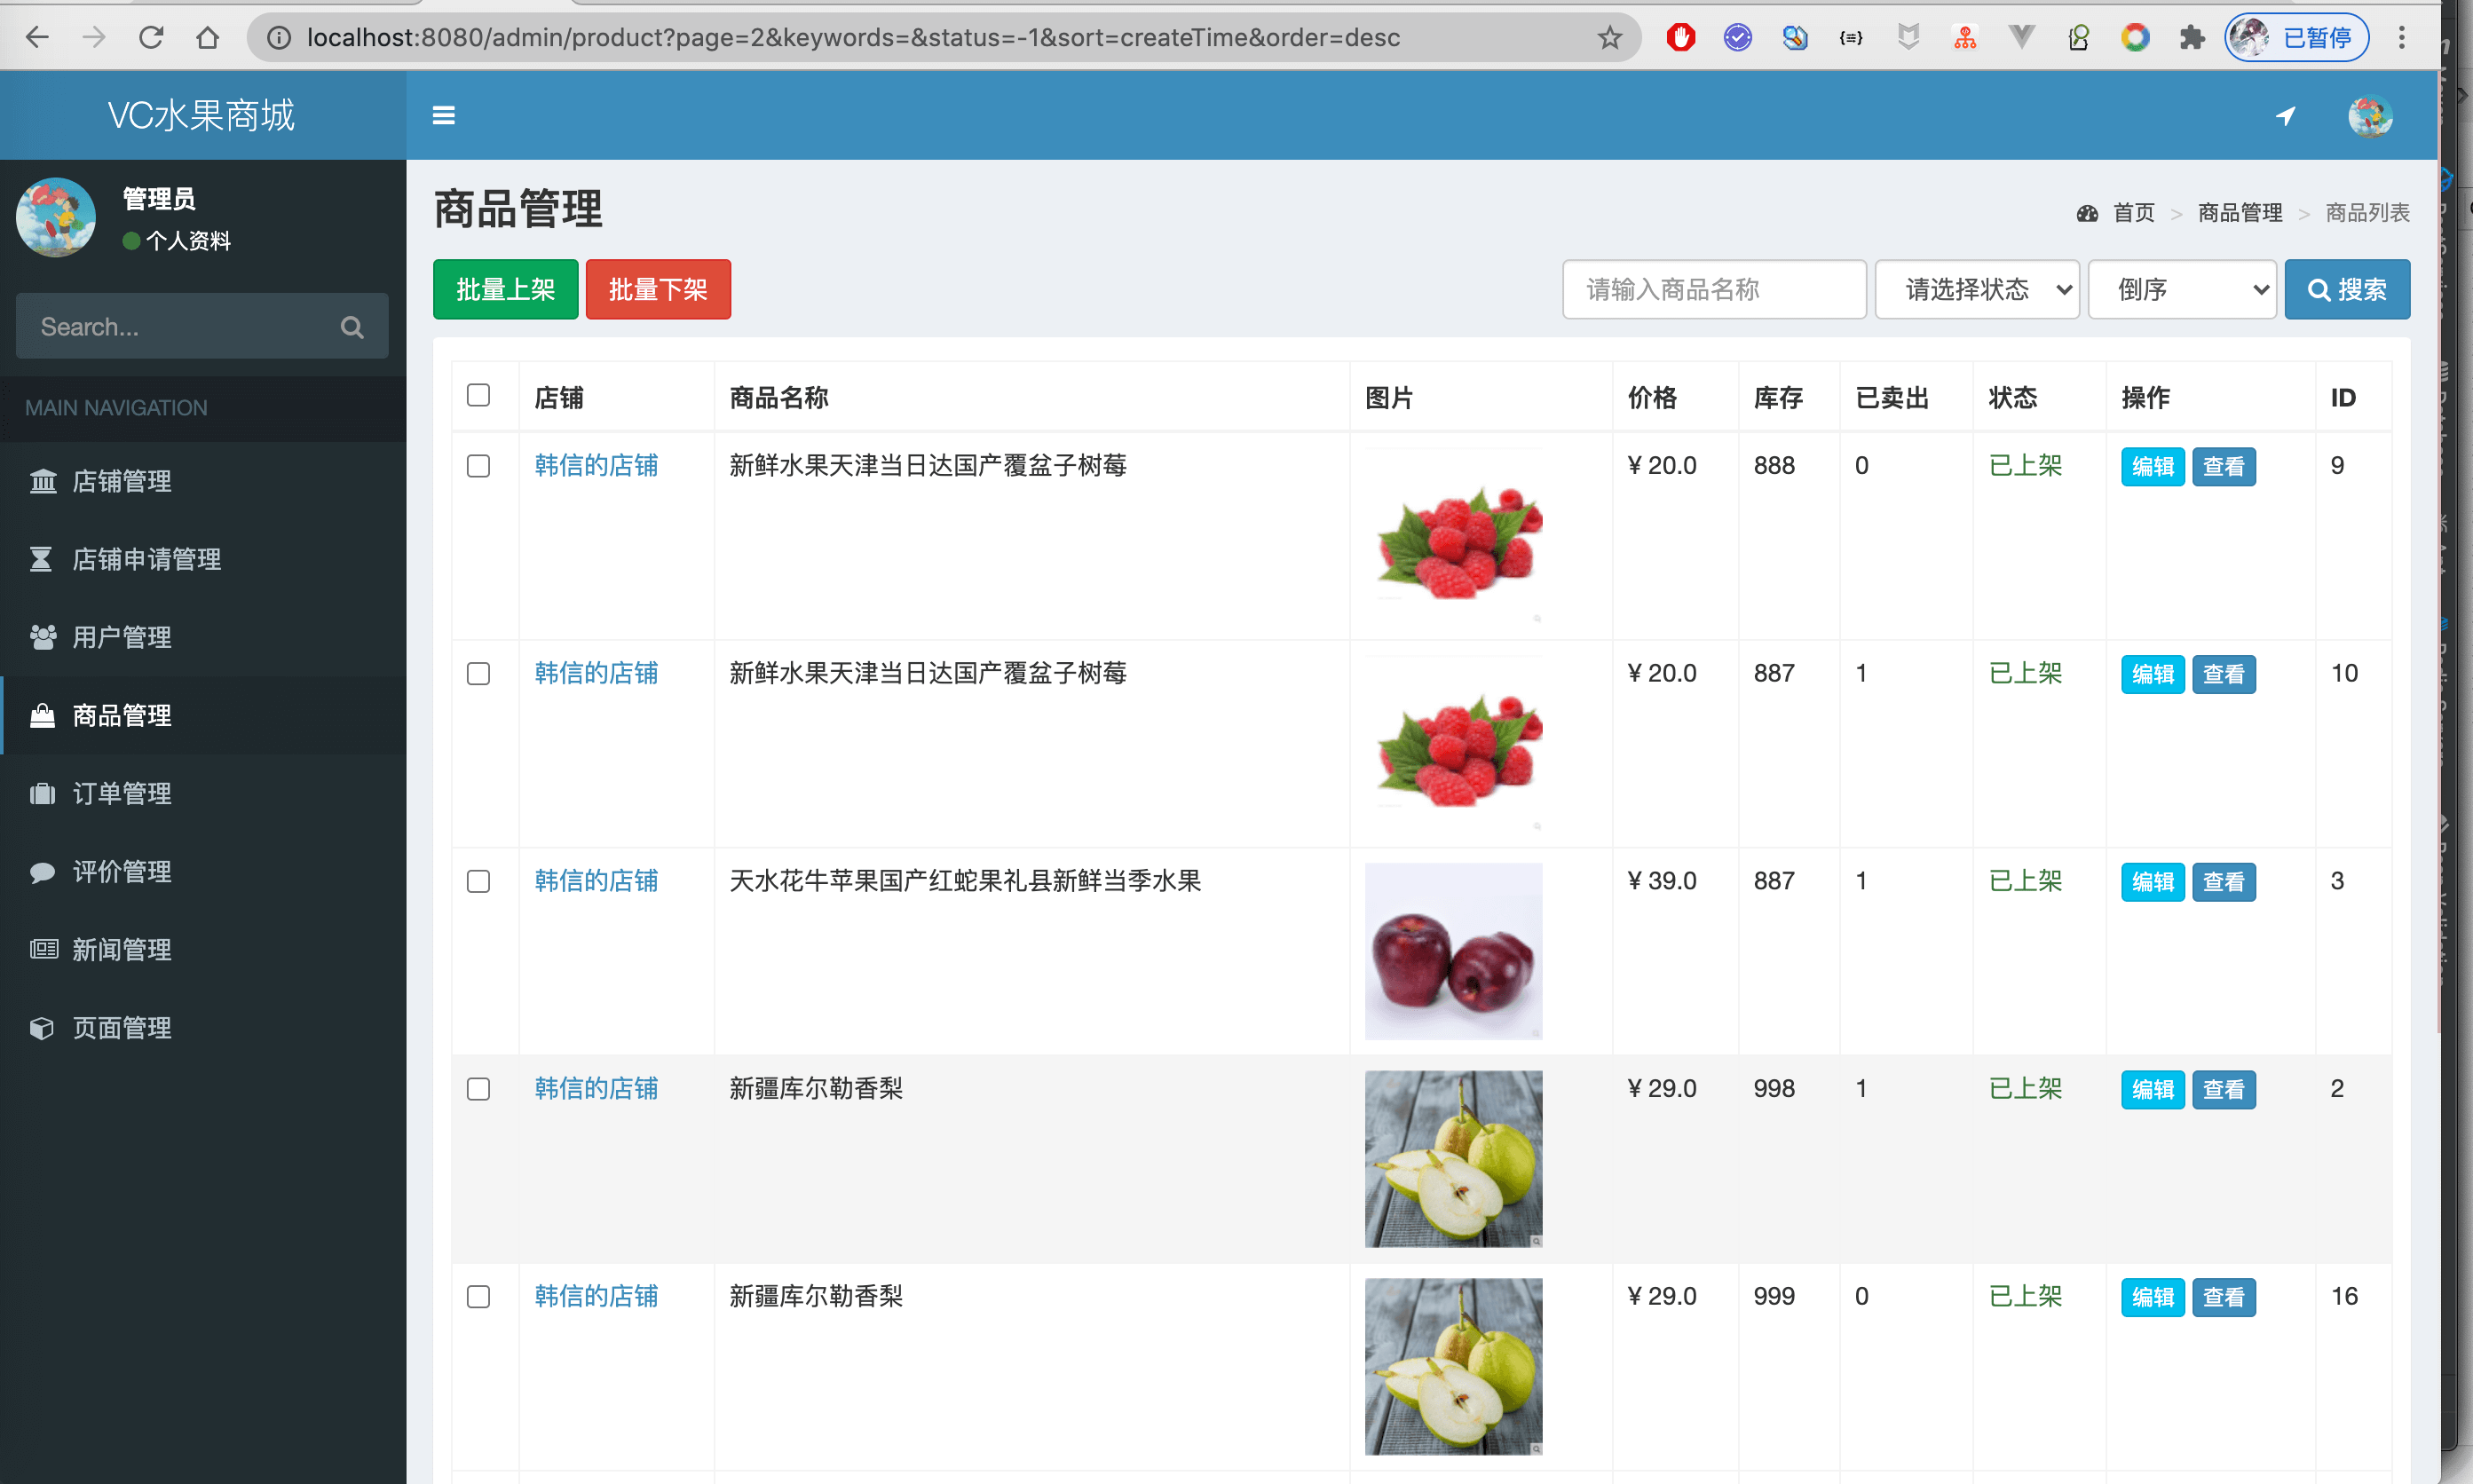 localhost:8080/admin/product?page=2&keywords=&status=-1&sort=createTime&order=desc
已暂停
VC水果商城
管理员
个人资料
Search...
MAIN NAVIGATION
店铺管理
店铺申请管理
用户管理
商品管理
订单管理
评价管理
新闻管理
页面管理
商品管理
首页 > 商品管理 > 商品列表
批量上架 批量下架 请输入商品名称 请选择状态 倒序 搜索
店铺 商品名称 图片 价格 库存 已卖出 状态 操作 ID
韩信的店铺 新鲜水果天津当日达国产覆盆子树莓 ¥ 20.0 888 0 已上架 编辑 查看 9
韩信的店铺 新鲜水果天津当日达国产覆盆子树莓 ¥ 20.0 887 1 已上架 编辑 查看 10
韩信的店铺 天水花牛苹果国产红蛇果礼县新鲜当季水果 ¥ 39.0 887 1 已上架 编辑 查看 3
韩信的店铺 新疆库尔勒香梨 ¥ 29.0 998 1 已上架 编辑 查看 2
韩信的店铺 新疆库尔勒香梨 ¥ 29.0 999 0 已上架 编辑 查看 16